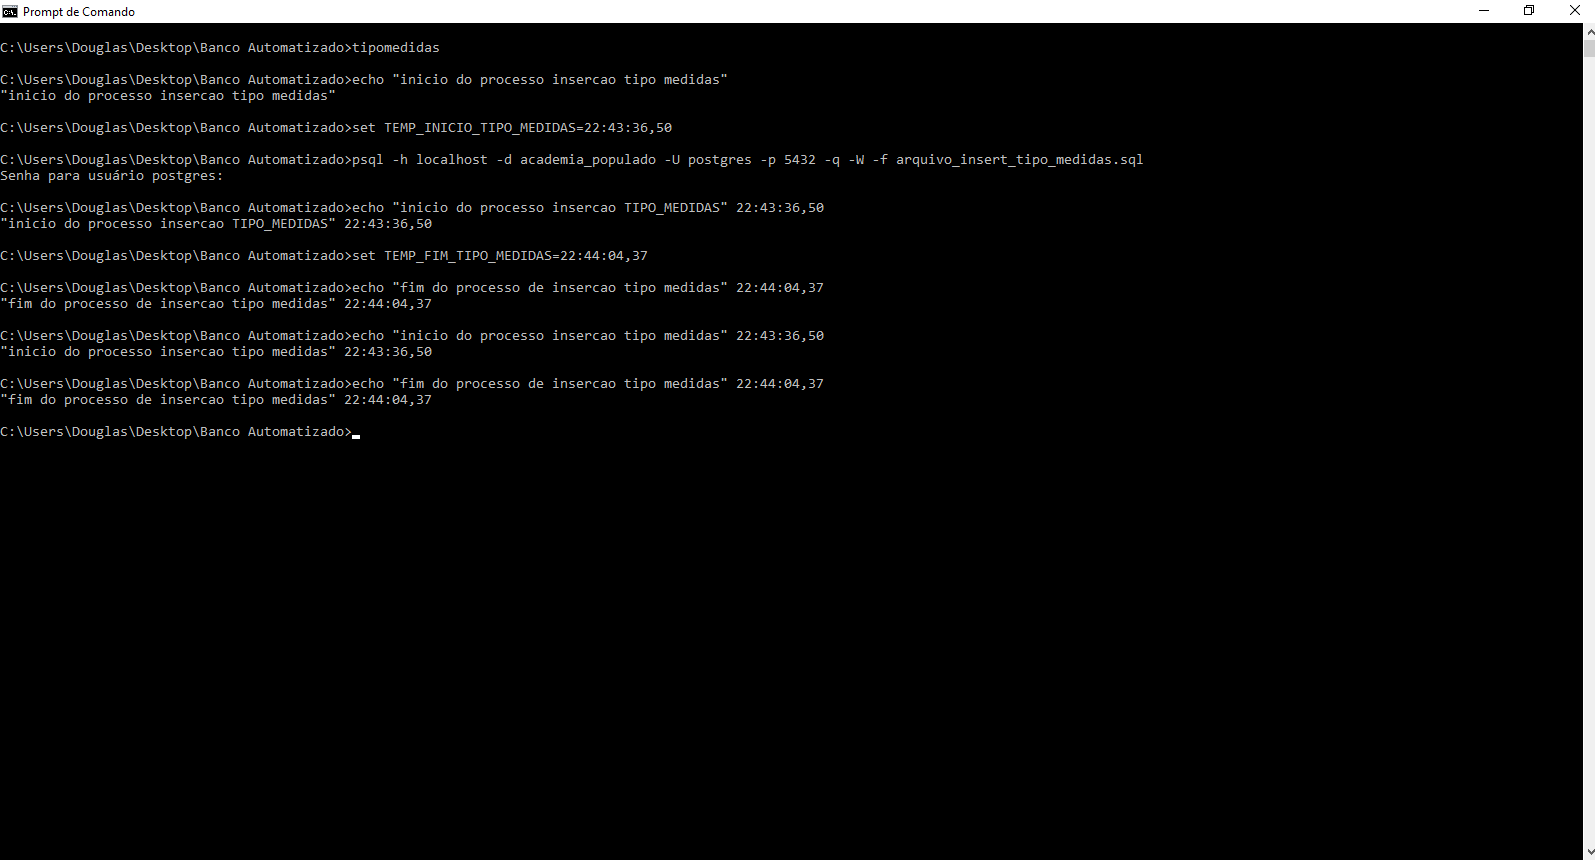 Prompt de Comando
C:\Users\Douglas\Desktop\Banco Automatizado>tipomedidas
C:\Users\Douglas\Desktop\Banco Automatizado>echo "inicio do processo insercao tipo medidas"
"inicio do processo insercao tipo medidas"
C:\Users\Douglas\Desktop\Banco Automatizado>set TEMP_INICIO_TIPO_MEDIDAS=22:43:36,50
C:\Users\Douglas\Desktop\Banco Automatizado>psql -h localhost -d academia_populado -U postgres -p 5432 -q -W -f arquivo_insert_tipo_medidas.sql
Senha para usuário postgres:
C:\Users\Douglas\Desktop\Banco Automatizado>echo "inicio do processo insercao TIPO_MEDIDAS" 22:43:36,50
"inicio do processo insercao TIPO_MEDIDAS" 22:43:36,50
C:\Users\Douglas\Desktop\Banco Automatizado>set TEMP_FIM_TIPO_MEDIDAS=22:44:04,37
C:\Users\Douglas\Desktop\Banco Automatizado>echo "fim do processo de insercao tipo medidas" 22:44:04,37
"fim do processo de insercao tipo medidas" 22:44:04,37
C:\Users\Douglas\Desktop\Banco Automatizado>echo "inicio do processo insercao tipo medidas" 22:43:36,50
"inicio do processo insercao tipo medidas" 22:43:36,50
C:\Users\Douglas\Desktop\Banco Automatizado>echo "fim do processo de insercao tipo medidas" 22:44:04,37
"fim do processo de insercao tipo medidas" 22:44:04,37
C:\Users\Douglas\Desktop\Banco Automatizado>